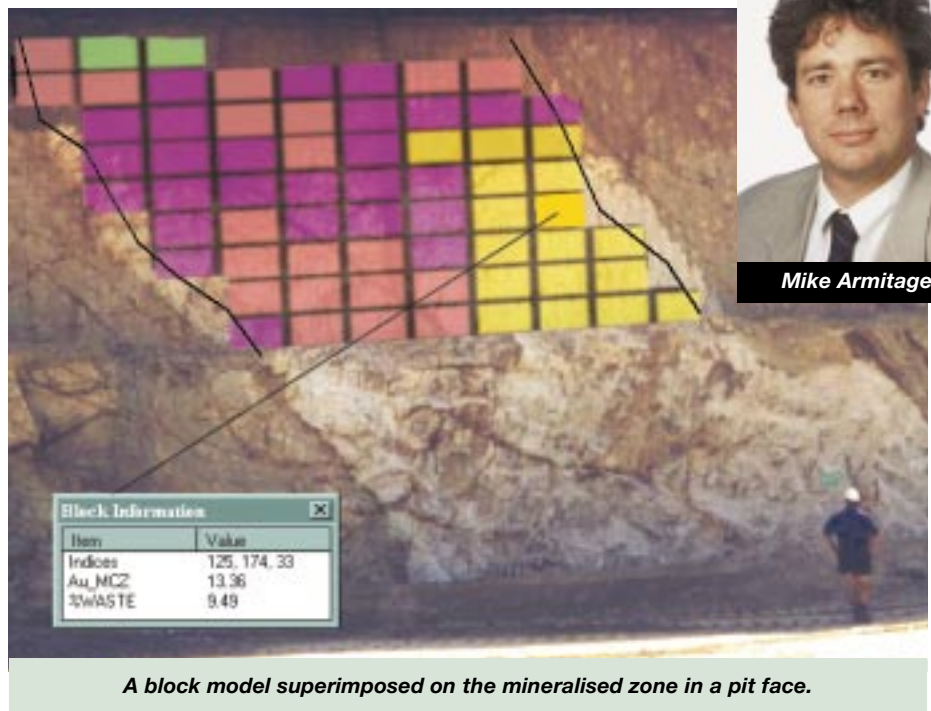 Mike Armitage
Block Information
Item Value
Indices 125, 174, 33
Au_MCZ 13.36
%WASTE 9.49
A block model superimposed on the mineralised zone in a pit face.